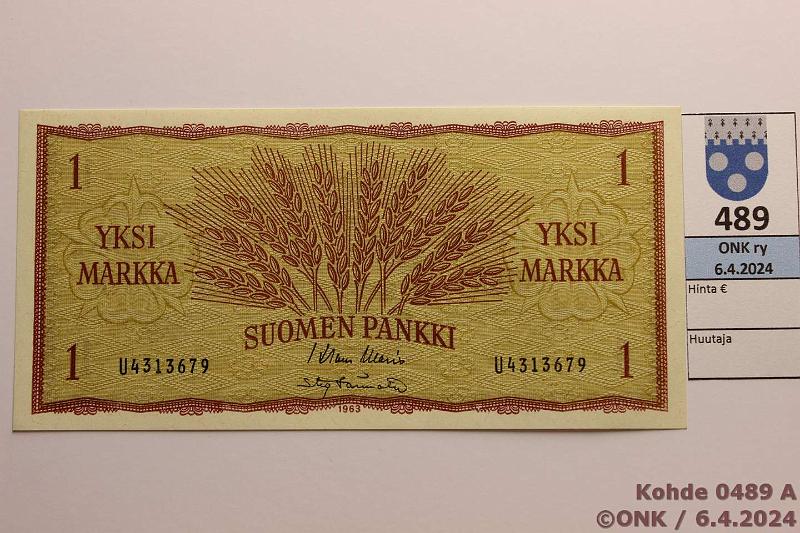 1
1
YKSI
MARKKA
YKSI
MARKKA
SUOMEN PANKKI
1
U4313679
U4313679
1
1963
489
ONK ry
6.4.2024
Hinta €
Huutaja
Kohde 0489 A
©ONK / 6.4.2024